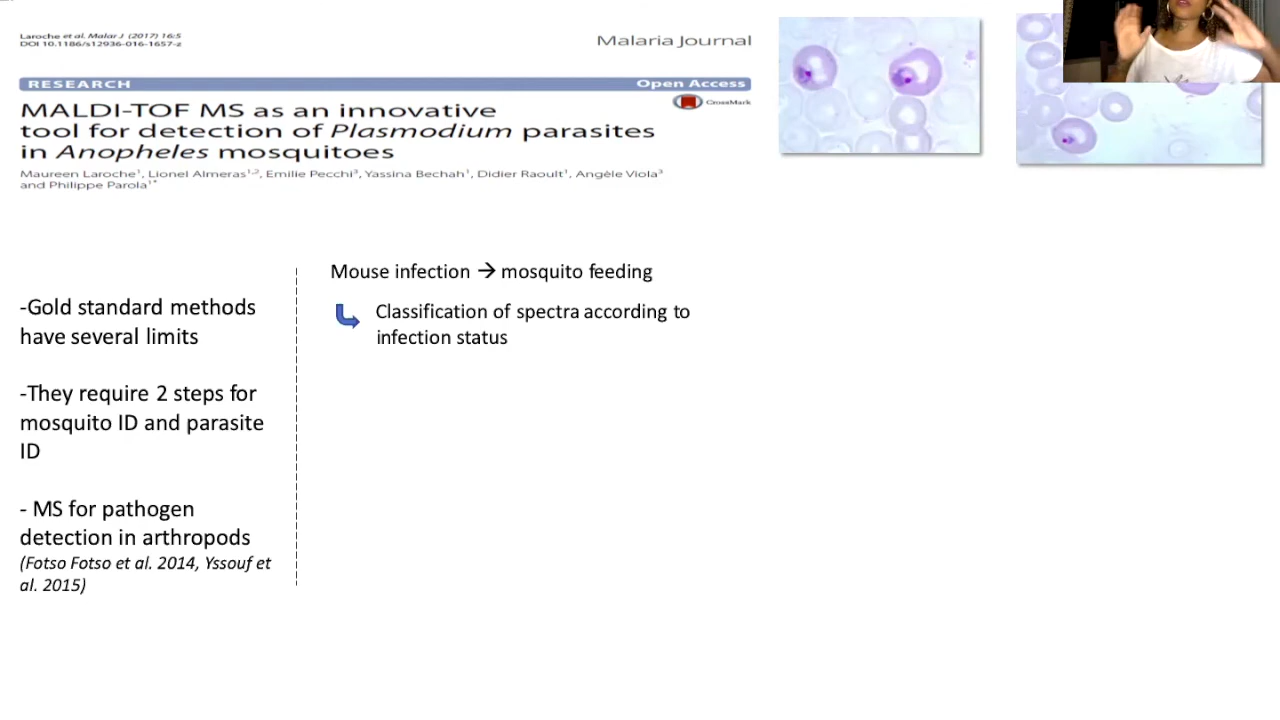 Laroche et al. Malar J (2017) 16:5
DOI 10.1186/s12936-016-1657-z
Malaria Journal
RESEARCH
Open Access
CrossMark
MALDI-TOF MS as an innovative
tool for detection of Plasmodium parasites
in Anopheles mosquitoes
Maureen Laroche¹, Lionel Almeras¹,², Emilie Pecchi³, Yassina Bechah¹, Didier Raoult¹, Angèle Viola³
and Philippe Parola¹*
-Gold standard methods
have several limits
-They require 2 steps for
mosquito ID and parasite
ID
- MS for pathogen
detection in arthropods
(Fotso Fotso et al. 2014, Yssouf et
al. 2015)
Mouse infection → mosquito feeding
Classification of spectra according to
infection status